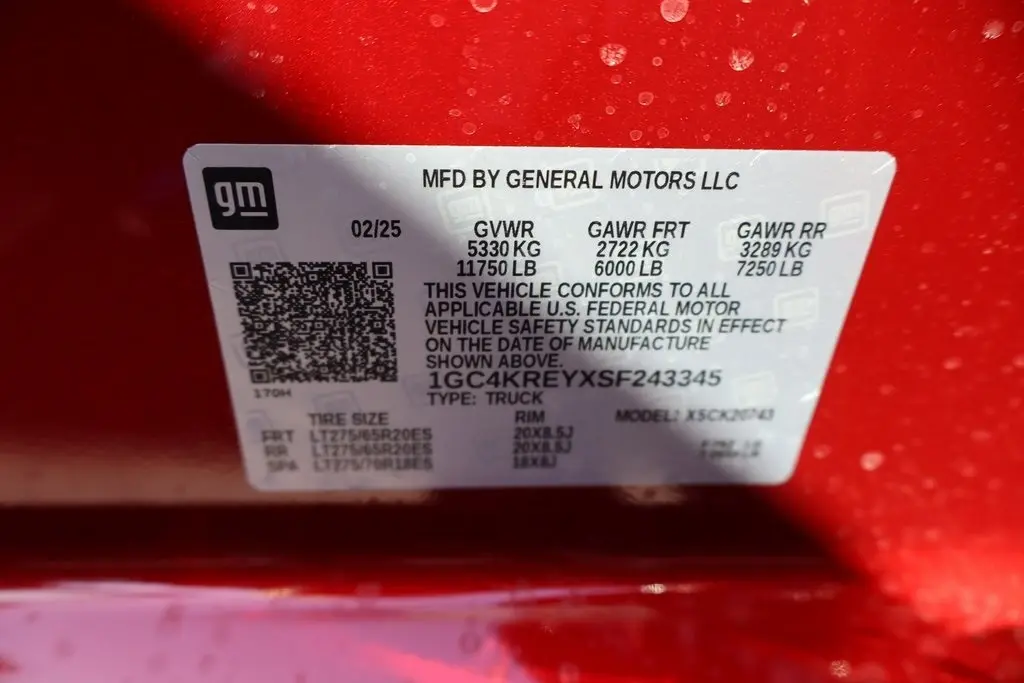 gm
MFD BY GENERAL MOTORS LLC
02/25 GVWR GAWR FRT GAWR RR
5330 KG 2722 KG 3289 KG
11750 LB 6000 LB 7250 LB
THIS VEHICLE CONFORMS TO ALL
APPLICABLE U.S. FEDERAL MOTOR
VEHICLE SAFETY STANDARDS IN EFFECT
ON THE DATE OF MANUFACTURE
SHOWN ABOVE.
1GC4KREYXSF243345
170H TYPE: TRUCK
TIRE SIZE RIM MODEL: XSCK20743
FRT LT275/65R20ES 20X8.5J
RR LT275/65R20ES 20X8.5J
SPA LT275/70R18ES 18X8J